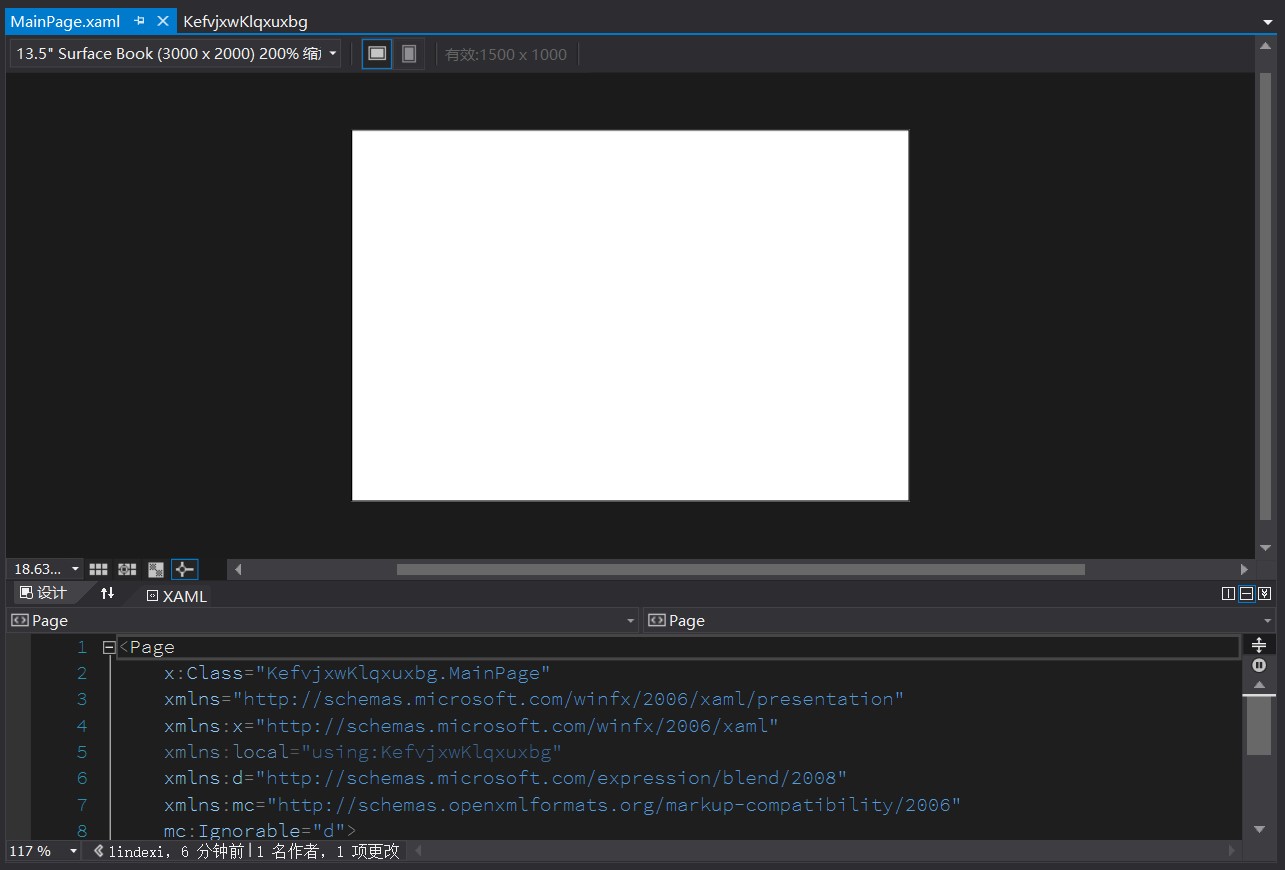 MainPage.xaml KefvjxwKlqxuxbg
13.5" Surface Book (3000 x 2000) 200% 有效:1500 x 1000
18.63...
设计 XAML
Page Page
1 <Page
2 x:Class="KefvjxwKlqxuxbg.MainPage"
3 xmlns="http://schemas.microsoft.com/winfx/2006/xaml/presentation"
4 xmlns:x="http://schemas.microsoft.com/winfx/2006/xaml"
5 xmlns:local="using:KefvjxwKlqxuxbg"
6 xmlns:d="http://schemas.microsoft.com/expression/blend/2008"
7 xmlns:mc="http://schemas.openxmlformats.org/markup-compatibility/2006"
8 mc:Ignorable="d">
117 % lindexi, 6 分钟前|1 名作者, 1 项更改